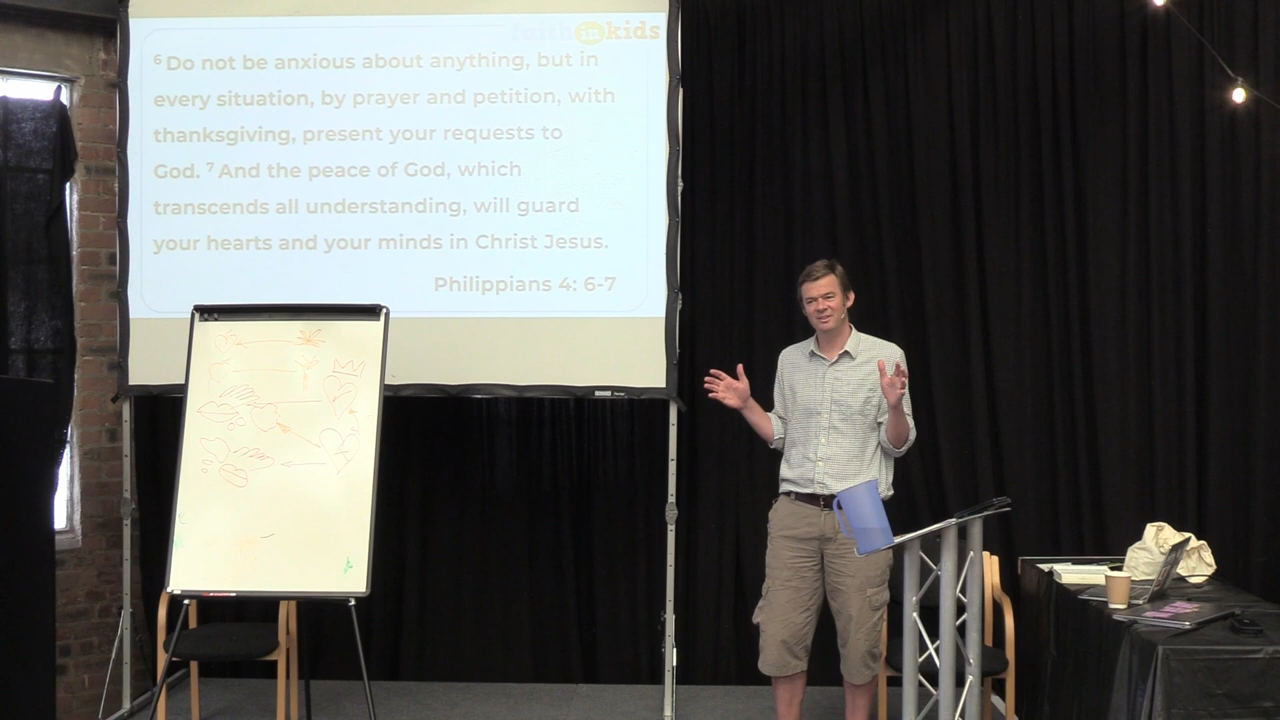 faith in kids
⁶ Do not be anxious about anything, but in
every situation, by prayer and petition, with
thanksgiving, present your requests to
God. ⁷ And the peace of God, which
transcends all understanding, will guard
your hearts and your minds in Christ Jesus.
Philippians 4: 6-7